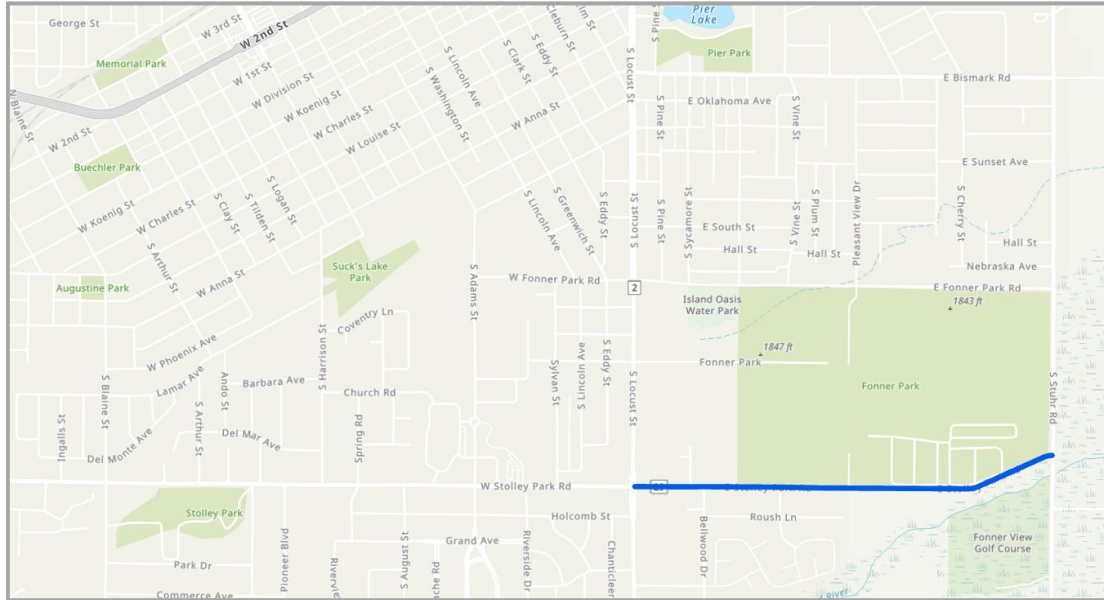 George St
W 3rd St
W 2nd St
Memorial Park
W 1st St
W Division St
W Koenig St
W Charles St
W Louise St
N Blaine St
W 2nd St
Buechler Park
W Koenig St
W Charles St
S Clay St
S Tilden St
S Logan St
S Arthur St
W Anna St
Augustine Park
Suck's Lake
Park
Elm St
Cleburn St
S Eddy St
S Clark St
S Lincoln Ave
S Washington St
W Anna St
S Locust St
S Pine
Pier
Lake
Pier Park
E Bismark Rd
E Oklahoma Ave
S Pine St
S Vine St
E Sunset Ave
S Lincoln Ave
S Greenwich St
S Eddy St
S Locust St
S Pine St
S Sycamore St
E South St
Hall St
S Vine St
S Plum St
Hall St
Pleasant View Dr
S Cherry St
Hall St
Nebraska Ave
S Adams St
W Fonner Park Rd
2
E Fonner Park Rd
Island Oasis
Water Park
1843 ft
1847 ft
Fonner Park
Fonner Park
S Stuhr Rd
Coventry Ln
W Phoenix Ave
S Harrison St
Lamar Ave
Barbara Ave
Church Rd
Ando St
S Blaine St
S Arthur St
Ingalls St
Del Monte Ave
Del Mar Ave
Spring Rd
Sylvan St
S Lincoln Ave
S Eddy St
S Locust St
W Stolley Park Rd
Stolley Park
Holcomb St
Roush Ln
Bellwood Dr
Grand Ave
Riverside Dr
Chanticleer
S August St
Pioneer Blvd
Park Dr
Commerce Ave
Fonner View
Golf Course
River